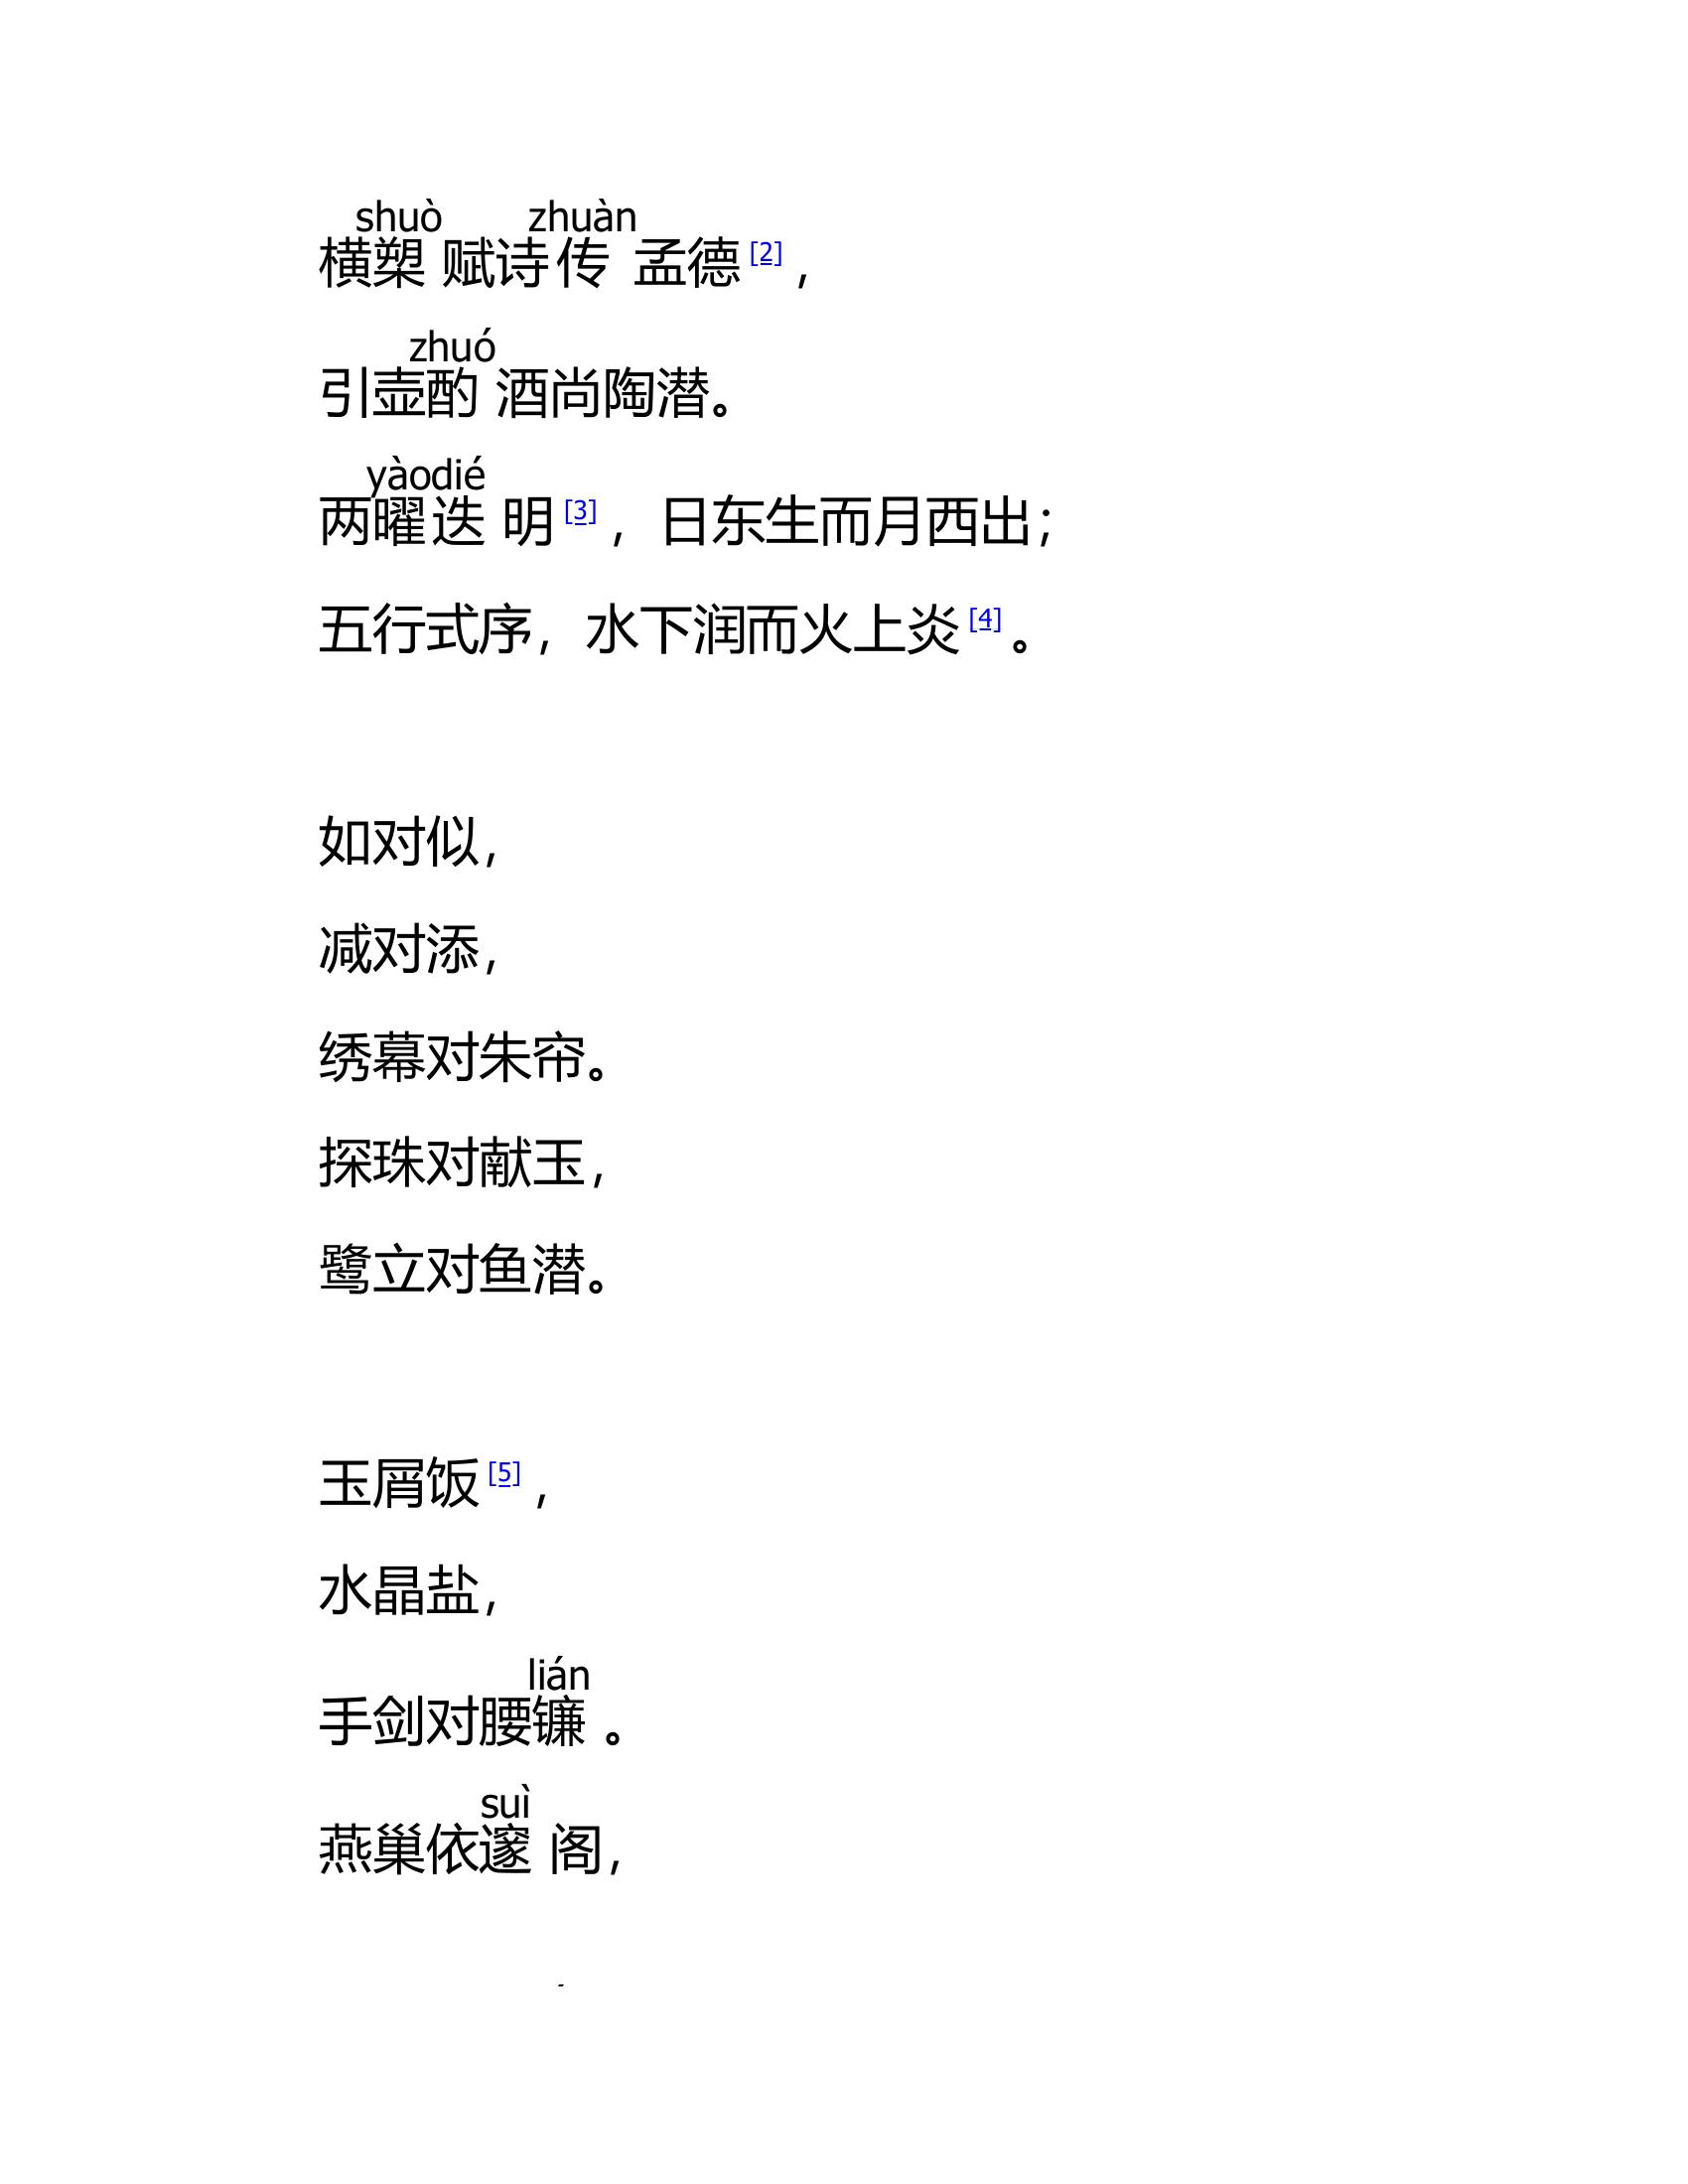 shuò zhuàn
横槊 赋诗传 孟德[2]，
zhuó
引壶酌 酒尚陶潜。
yàodié
两曜迭 明[3]，日东生而月西出；
五行式序，水下润而火上炎[4]。
如对似，
减对添，
绣幕对朱帘。
探珠对献玉，
鹭立对鱼潜。
玉屑饭[5]，
水晶盐，
lián
手剑对腰镰 。
suì
燕巢依邃 阁，